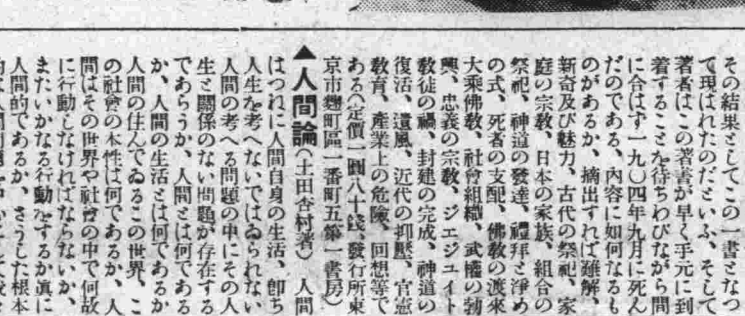 その結果としてこの一書となつ
て現はれたのだといふ、そして
著者はこの著書が早く手元に到
着することを待ちわびながら間
に合はず一九〇四年九月に死ん
だのである、内容に如何なるも
のがあるか、摘出すれば難解、
新奇及び魅力、古代の祭祀、家
庭の宗教、日本の家族、組合の
祭祀、神道の發達、禮拜と淨め
の式、死者の支配、佛敎の渡來
大乘佛敎、社會組織、武權の勃
興、忠義の宗敎、ジエジユイト
敎徒の禍、封建の完成、神道の
復活、遺風、近代の抑壓、官憲
敎育、產業上の危險、回想等で
ある(定價一圓八十錢、發行所東
京市麴町區一番町五第一書房)
▲人間論(土田杏村著) 人間
はつねに人間自身の生活、卽ち
人生を考へないではゐられない
人間の考へる問題の中にその人
生と關係のない問題が存在する
であらうか、人間とは何である
か、人間の生活とは何であるか
人間の住んでゐるこの世界、こ
の社會の本性は何であるか、人
間はその世界や社會の中で何故
に行動しなければならないか、
またいかなる行動をするか眞に
人間的であるか、さうした根本